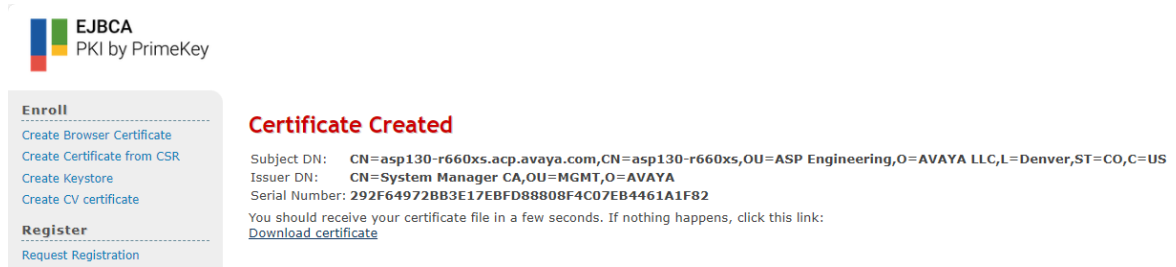 EJBCA
PKI by PrimeKey
Enroll
Create Browser Certificate
Create Certificate from CSR
Create Keystore
Create CV certificate
Register
Request Registration
Certificate Created
Subject DN: CN=asp130-r660xs.acp.avaya.com,CN=asp130-r660xs,OU=ASP Engineering,O=AVAYA LLC,L=Denver,ST=CO,C=US
Issuer DN: CN=System Manager CA,OU=MGMT,O=AVAYA
Serial Number: 292F64972BB3E17EBFD88808F4C07EB4461A1F82
You should receive your certificate file in a few seconds. If nothing happens, click this link:
Download certificate